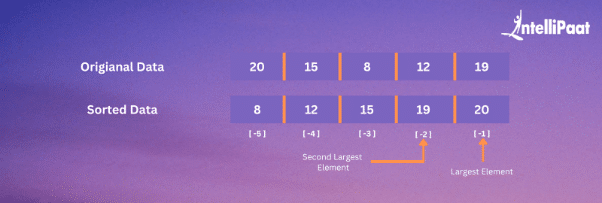 IntelliPaat
Origianal Data 20 15 8 12 19
Sorted Data 8 12 15 19 20
[ -5 ] [ -4 ] [ -3 ] [ -2 ] [ -1 ]
Second Largest
Element
Largest Element